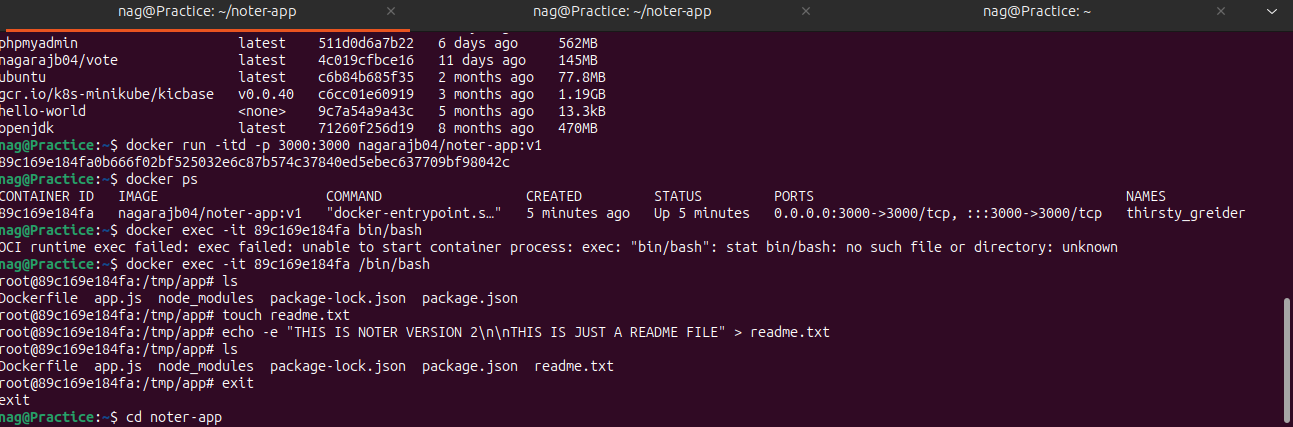 nag@Practice: ~/noter-app × nag@Practice: ~/noter-app × nag@Practice: ~ ×
phpmyadmin latest 511d0d6a7b22 6 days ago 562MB
nagarajb04/vote latest 4c019cfbce16 11 days ago 145MB
ubuntu latest c6b84b685f35 2 months ago 77.8MB
gcr.io/k8s-minikube/kicbase v0.0.40 c6cc01e60919 3 months ago 1.19GB
hello-world <none> 9c7a54a9a43c 5 months ago 13.3kB
openjdk latest 71260f256d19 8 months ago 470MB
nag@Practice:~$ docker run -itd -p 3000:3000 nagarajb04/noter-app:v1
89c169e184fa0b666f02bf525032e6c87b574c37840ed5ebec637709bf98042c
nag@Practice:~$ docker ps
CONTAINER ID IMAGE COMMAND CREATED STATUS PORTS NAMES
89c169e184fa nagarajb04/noter-app:v1 "docker-entrypoint.s…" 5 minutes ago Up 5 minutes 0.0.0.0:3000->3000/tcp, :::3000->3000/tcp thirsty_greider
nag@Practice:~$ docker exec -it 89c169e184fa bin/bash
OCI runtime exec failed: exec failed: unable to start container process: exec: "bin/bash": stat bin/bash: no such file or directory: unknown
nag@Practice:~$ docker exec -it 89c169e184fa /bin/bash
root@89c169e184fa:/tmp/app# ls
Dockerfile app.js node_modules package-lock.json package.json
root@89c169e184fa:/tmp/app# touch readme.txt
root@89c169e184fa:/tmp/app# echo -e "THIS IS NOTER VERSION 2\n\nTHIS IS JUST A README FILE" > readme.txt
root@89c169e184fa:/tmp/app# ls
Dockerfile app.js node_modules package-lock.json package.json readme.txt
root@89c169e184fa:/tmp/app# exit
exit
nag@Practice:~$ cd noter-app